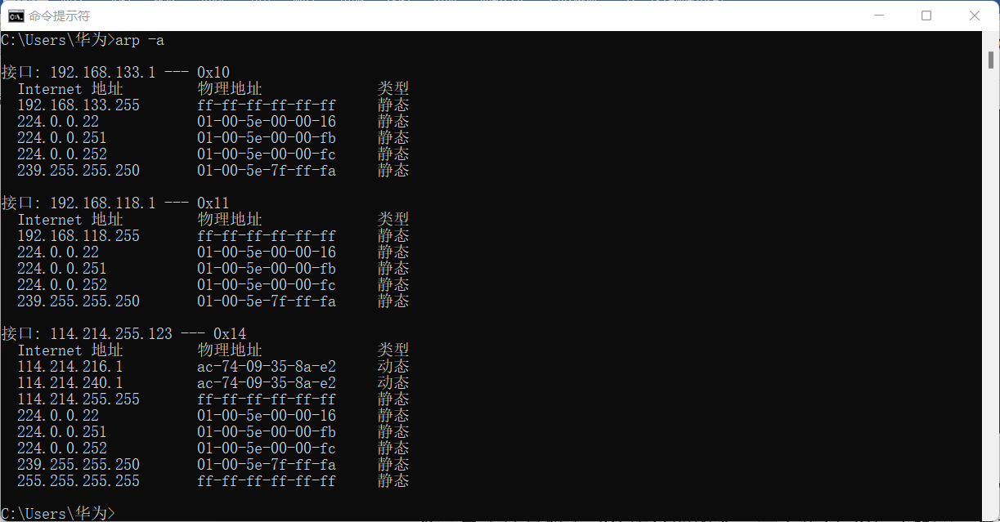 命令提示符
C:\Users\华为>arp -a
接口: 192.168.133.1 --- 0x10
Internet 地址 物理地址 类型
192.168.133.255 ff-ff-ff-ff-ff-ff 静态
224.0.0.22 01-00-5e-00-00-16 静态
224.0.0.251 01-00-5e-00-00-fb 静态
224.0.0.252 01-00-5e-00-00-fc 静态
239.255.255.250 01-00-5e-7f-ff-fa 静态
接口: 192.168.118.1 --- 0x11
Internet 地址 物理地址 类型
192.168.118.255 ff-ff-ff-ff-ff-ff 静态
224.0.0.22 01-00-5e-00-00-16 静态
224.0.0.251 01-00-5e-00-00-fb 静态
224.0.0.252 01-00-5e-00-00-fc 静态
239.255.255.250 01-00-5e-7f-ff-fa 静态
接口: 114.214.255.123 --- 0x14
Internet 地址 物理地址 类型
114.214.216.1 ac-74-09-35-8a-e2 动态
114.214.240.1 ac-74-09-35-8a-e2 动态
114.214.255.255 ff-ff-ff-ff-ff-ff 静态
224.0.0.22 01-00-5e-00-00-16 静态
224.0.0.251 01-00-5e-00-00-fb 静态
224.0.0.252 01-00-5e-00-00-fc 静态
239.255.255.250 01-00-5e-7f-ff-fa 静态
255.255.255.255 ff-ff-ff-ff-ff-ff 静态
C:\Users\华为>